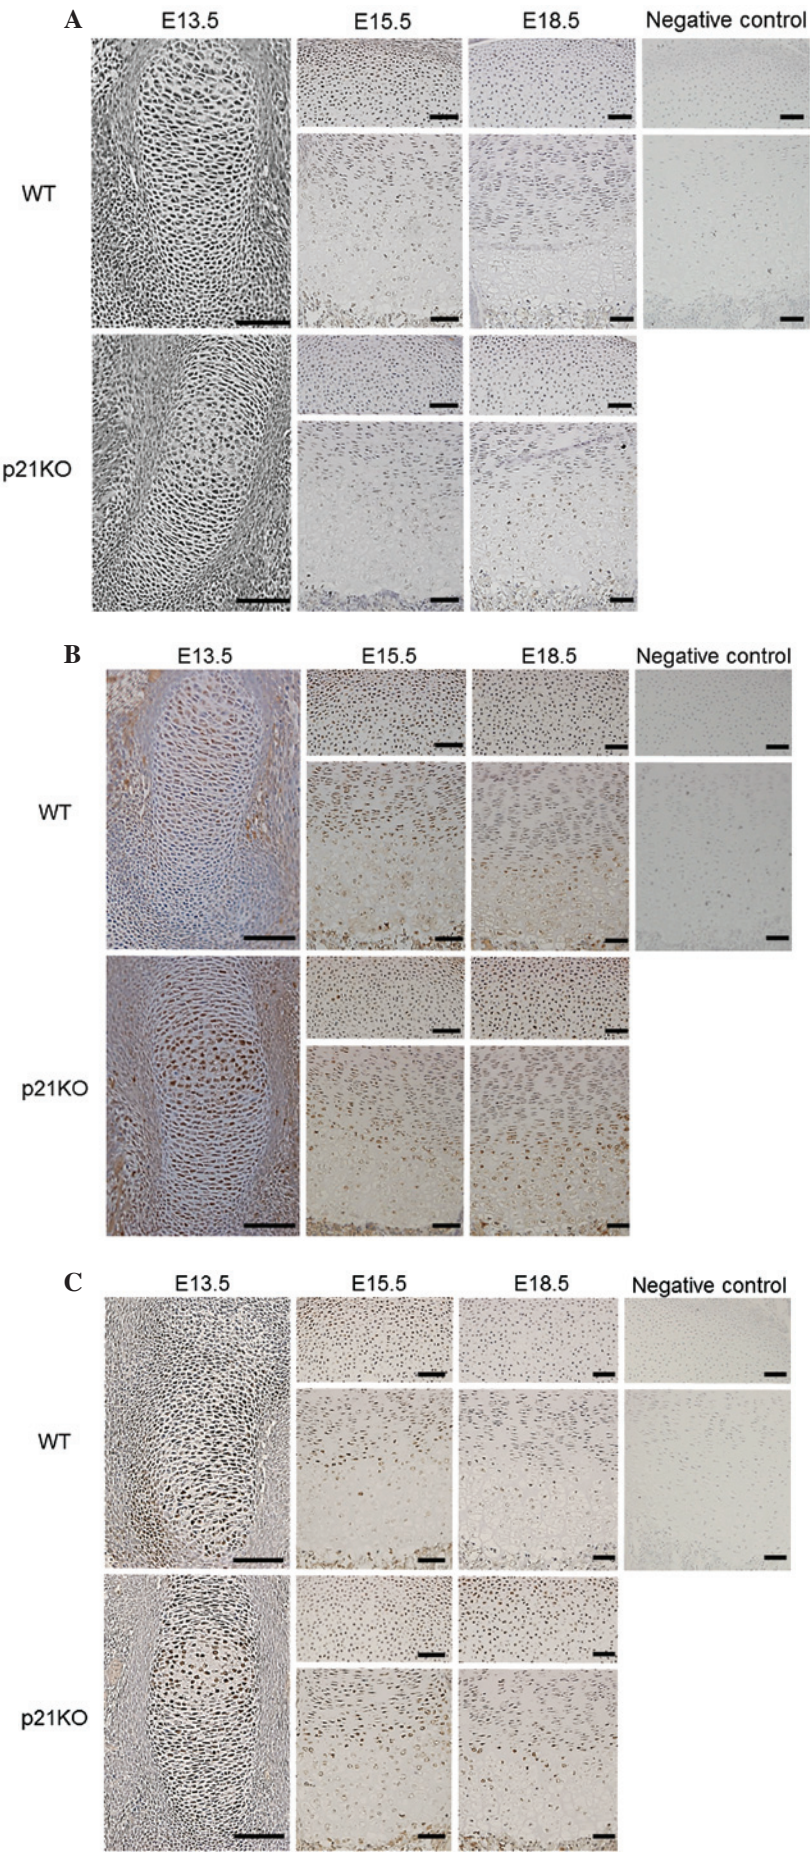 A E13.5 E15.5 E18.5 Negative control
WT
p21KO
B E13.5 E15.5 E18.5 Negative control
WT
p21KO
C E13.5 E15.5 E18.5 Negative control
WT
p21KO